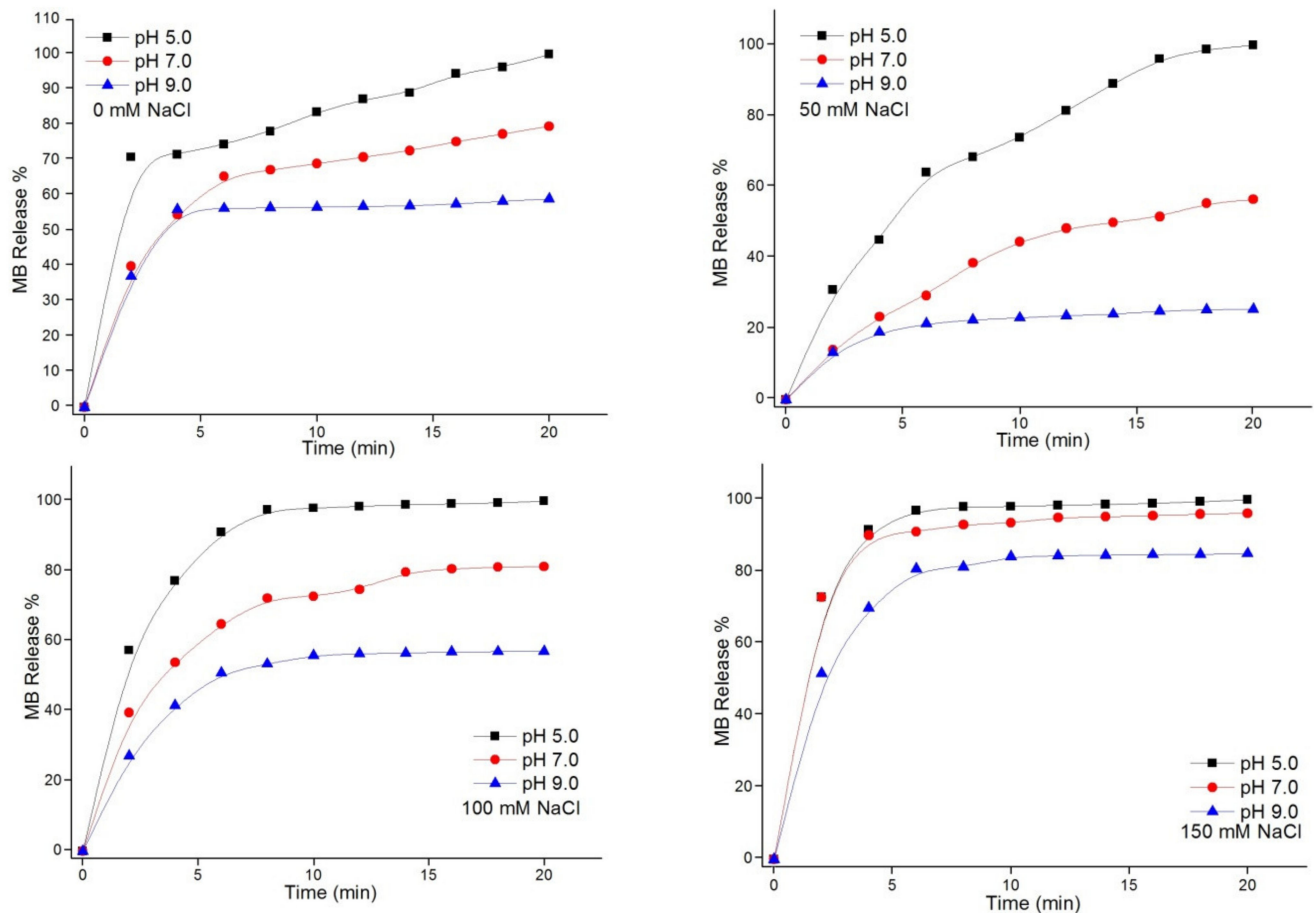 110
100
90
80
70
60
50
40
30
20
10
0
MB Release %
pH 5.0
pH 7.0
pH 9.0
0 mM NaCl
0 5 10 15 20
Time (min)
100
80
60
40
20
0
MB Release %
pH 5.0
pH 7.0
pH 9.0
50 mM NaCl
0 5 10 15 20
Time (min)
100
80
60
40
20
0
MB Release %
pH 5.0
pH 7.0
pH 9.0
100 mM NaCl
0 5 10 15 20
Time (min)
100
80
60
40
20
0
MB Release %
pH 5.0
pH 7.0
pH 9.0
150 mM NaCl
0 5 10 15 20
Time (min)